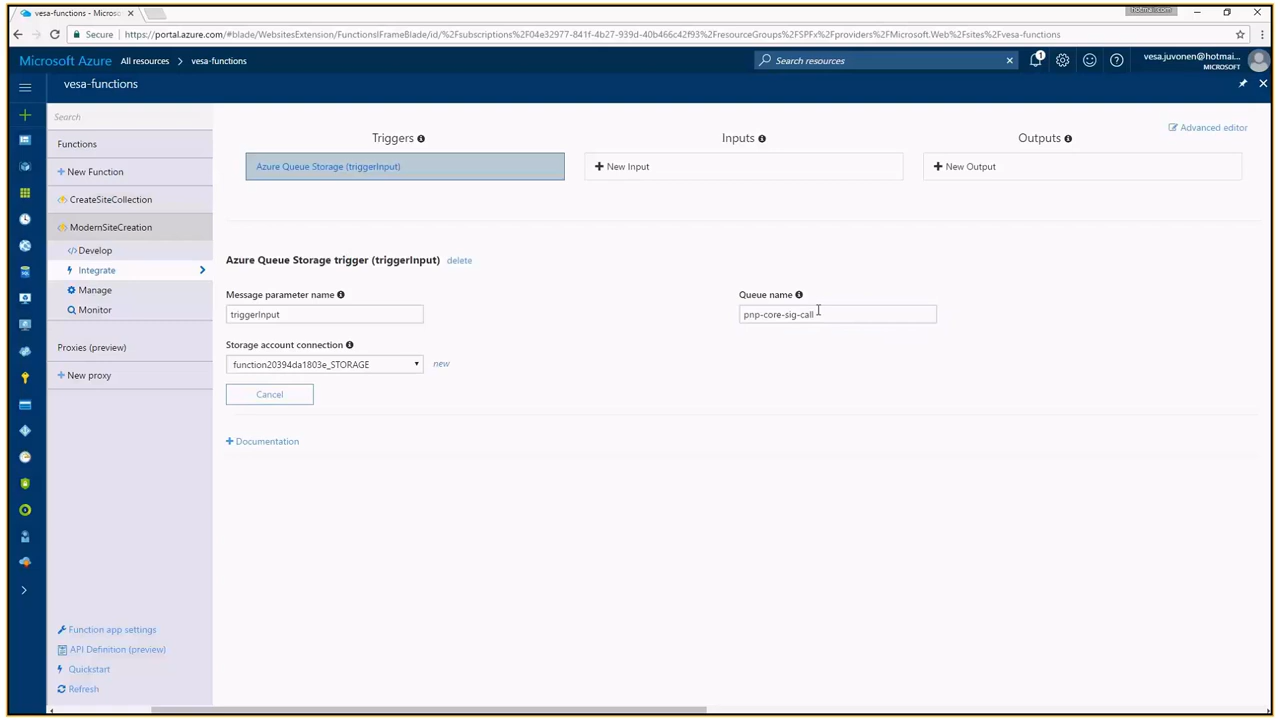 vesa-functions - Microso
hotmail.com
Secure
https://portal.azure.com/#blade/WebsitesExtension/FunctionsIFrameBlade/id/%2Fsubscriptions%2F04e32977-841f-4b27-939d-40b466c42f93%2FresourceGroups%2FSPFx%2Fproviders%2FMicrosoft.Web%2Fsites%2Fvesa-functions
Microsoft Azure All resources > vesa-functions
Search resources
1
vesa.juvonen@hotmai...
MICROSOFT
vesa-functions
Search
Functions
New Function
CreateSiteCollection
ModernSiteCreation
Develop
Integrate
Manage
Monitor
Proxies (preview)
New proxy
Function app settings
API Definition (preview)
Quickstart
Refresh
Advanced editor
Triggers
Inputs
Outputs
Azure Queue Storage (triggerInput)
New Input
New Output
Azure Queue Storage trigger (triggerInput) delete
Message parameter name
Queue name
triggerInput
pnp-core-sig-call
Storage account connection
function20394da1803e_STORAGE
new
Cancel
Documentation